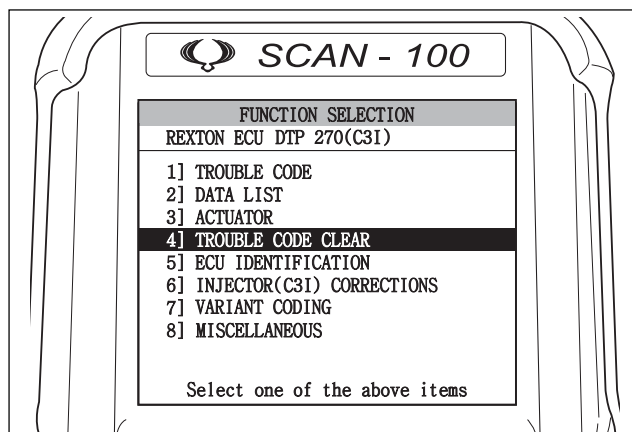 SCAN - 100
FUNCTION SELECTION
REXTON ECU DTP 270(C3I)
1] TROUBLE CODE
2] DATA LIST
3] ACTUATOR
4] TROUBLE CODE CLEAR
5] ECU IDENTIFICATION
6] INJECTOR(C3I) CORRECTIONS
7] VARIANT CODING
8] MISCELLANEOUS
Select one of the above items